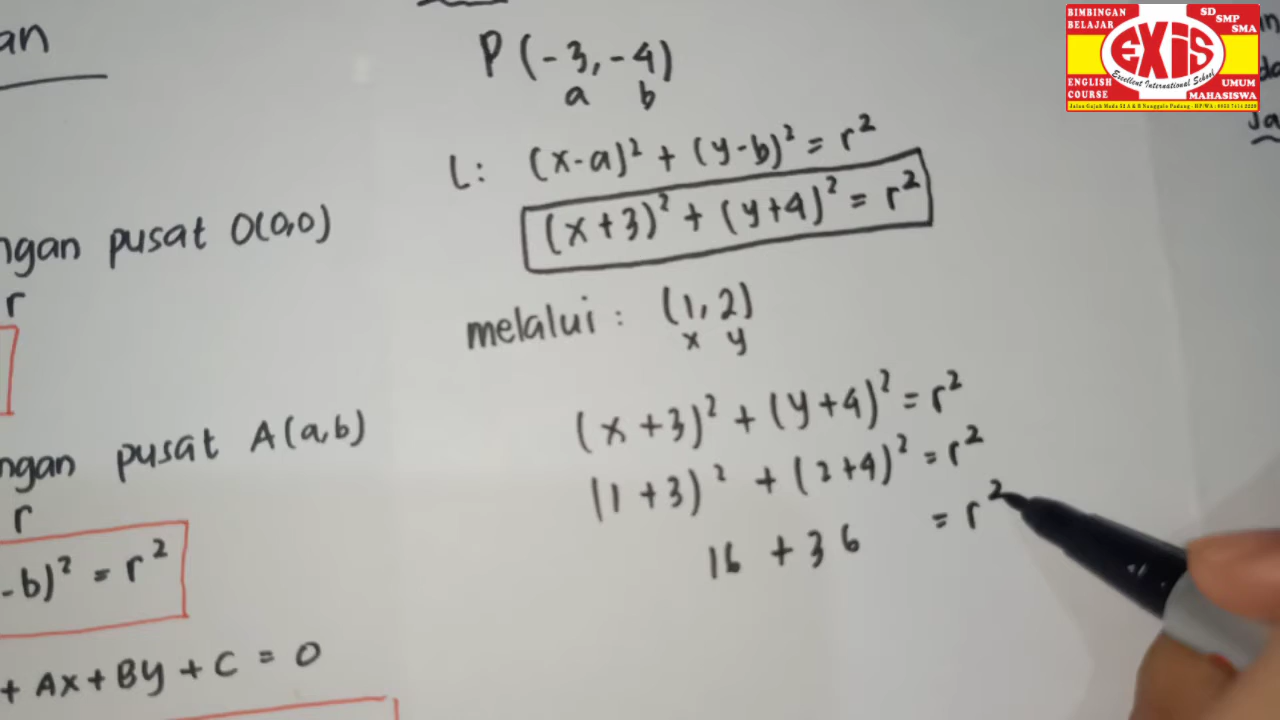 an
ngan pusat O(0,0)
r
ngan pusat A(a,b)
r
-b)² = r²
+ Ax + By + C = 0
P (-3, -4)
a b
L: (x-a)² + (y-b)² = r²
(x+3)² + (y+4)² = r²
melalui : (1, 2)
x y
(x+3)² + (y+4)² = r²
(1+3)² + (2+4)² = r²
16 + 36 = r²
BIMBINGAN BELAJAR
SD SMP SMA
EXIS
Excellent International School
ENGLISH COURSE
UMUM MAHASISWA